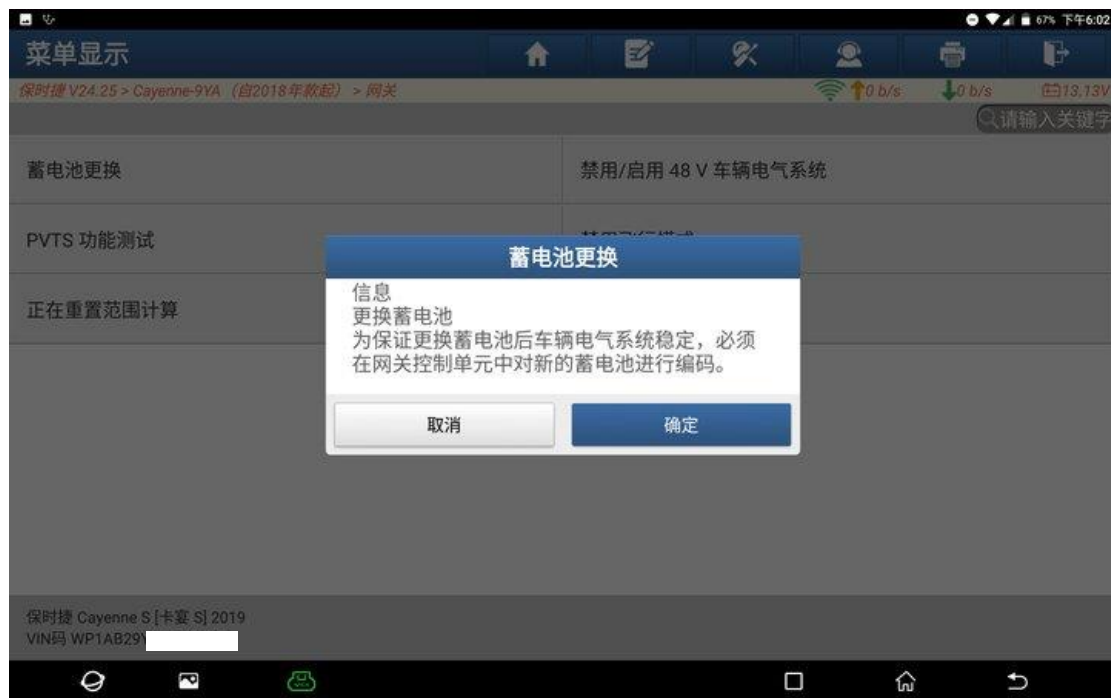 67% 下午6:02
菜单显示
保时捷 V24.25 > Cayenne-9YA （自2018年款起） > 网关
0 b/s
0 b/s
13.13V
请输入关键字
蓄电池更换
禁用/启用 48 V 车辆电气系统
PVTS 功能测试
正在重置范围计算
蓄电池更换
信息
更换蓄电池
为保证更换蓄电池后车辆电气系统稳定，必须
在网关控制单元中对新的蓄电池进行编码。
取消
确定
保时捷 Cayenne S [卡宴 S] 2019
VIN码 WP1AB29